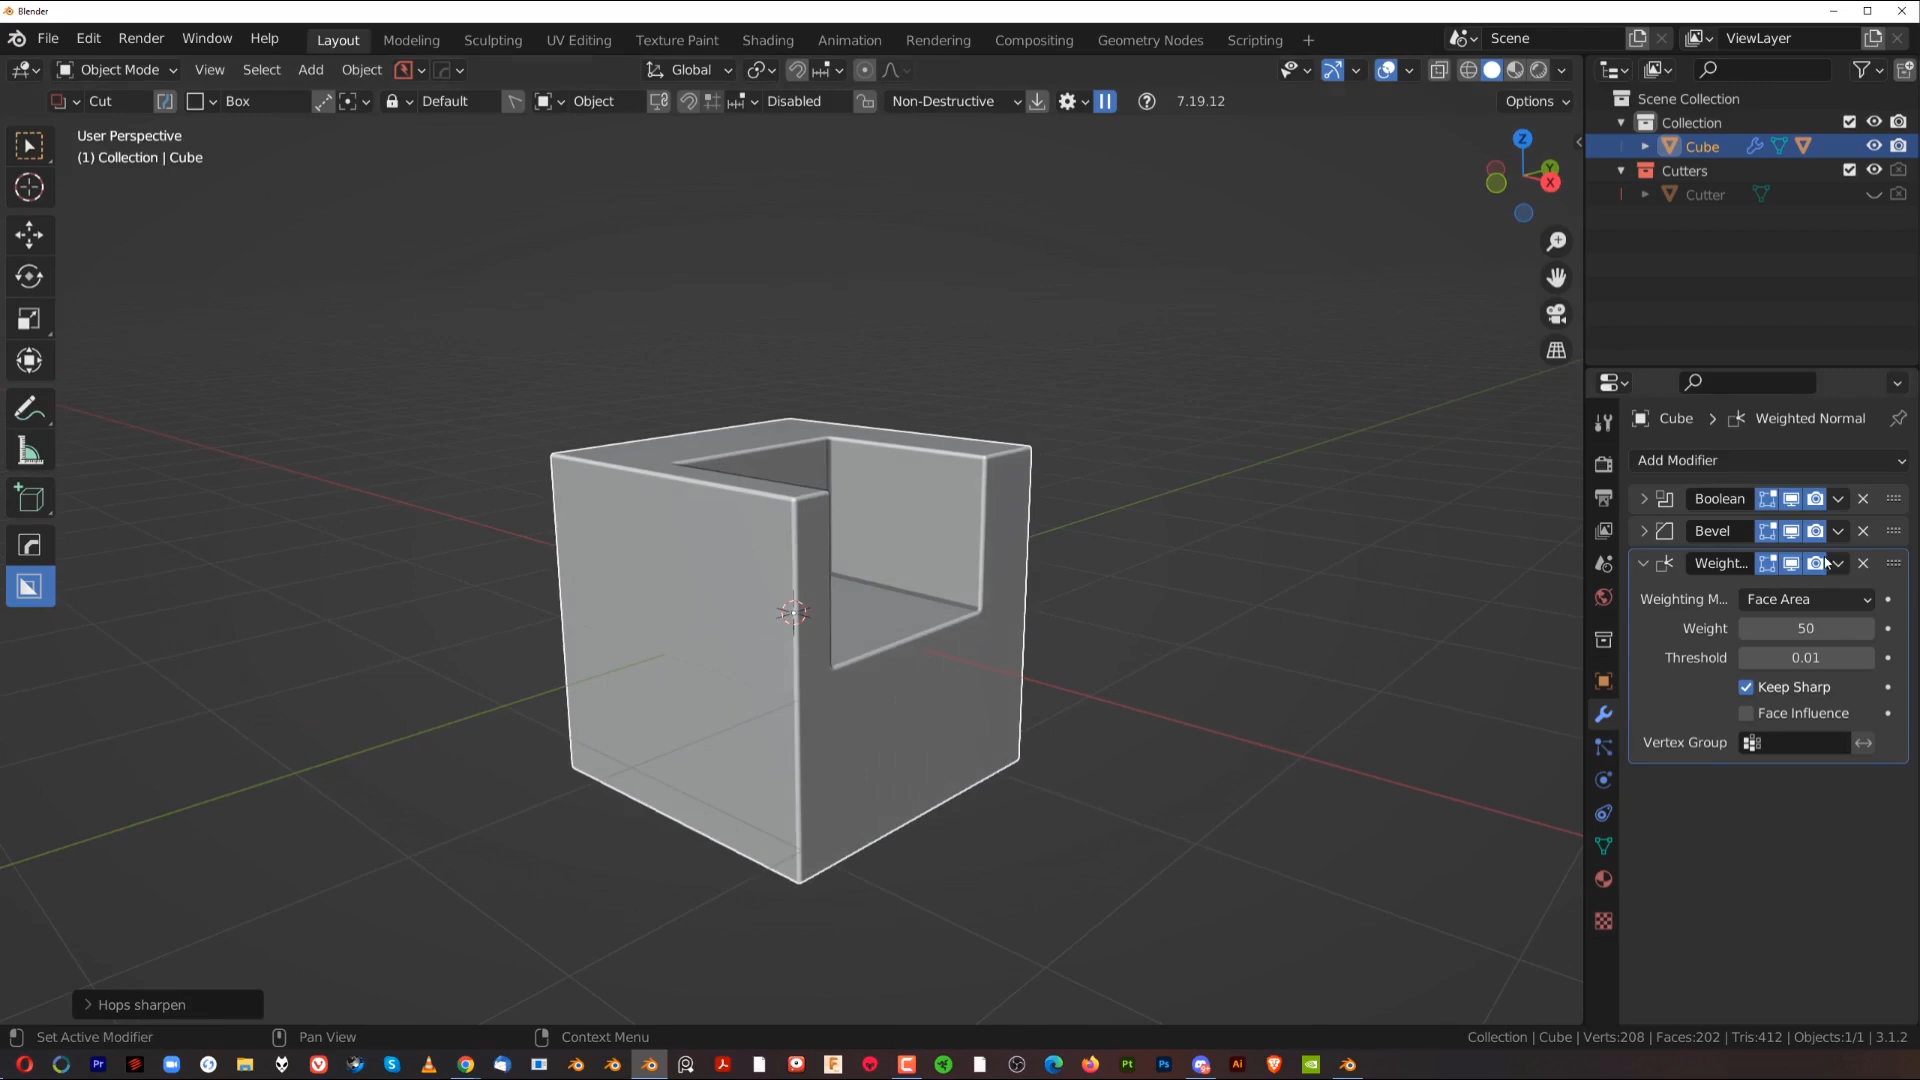 Blender
File Edit Render Window Help Layout Modeling Sculpting UV Editing Texture Paint Shading Animation Rendering Compositing Geometry Nodes Scripting + Scene ViewLayer
Object Mode View Select Add Object Global
Cut Box Default Object Disabled Non-Destructive 7.19.12 Options
User Perspective
(1) Collection | Cube
Z
Y
X
Scene Collection
Collection
Cube
Cutters
Cutter
Cube > Weighted Normal
Add Modifier
Boolean
Bevel
Weight...
Weighting M... Face Area
Weight 50
Threshold 0.01
Keep Sharp
Face Influence
Vertex Group
> Hops sharpen
Set Active Modifier Pan View Context Menu Collection | Cube | Verts:208 | Faces:202 | Tris:412 | Objects:1/1 | 3.1.2
Pr S F Pt Ps Ai